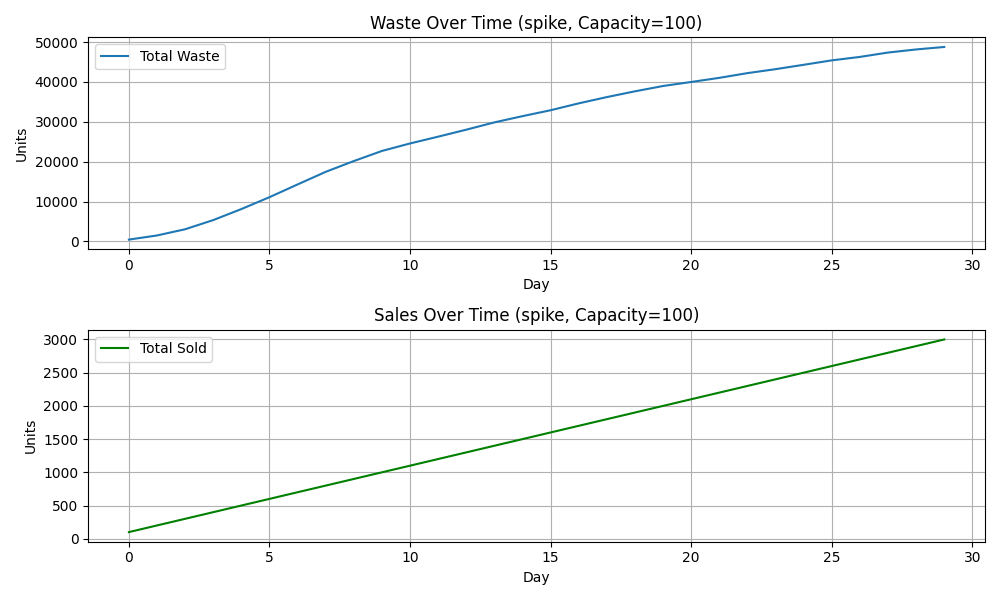 Waste Over Time (spike, Capacity=100)
Total Waste
50000
40000
30000
20000
10000
0
Units
0 5 10 15 20 25 30
Day
Sales Over Time (spike, Capacity=100)
Total Sold
3000
2500
2000
1500
1000
500
0
Units
0 5 10 15 20 25 30
Day